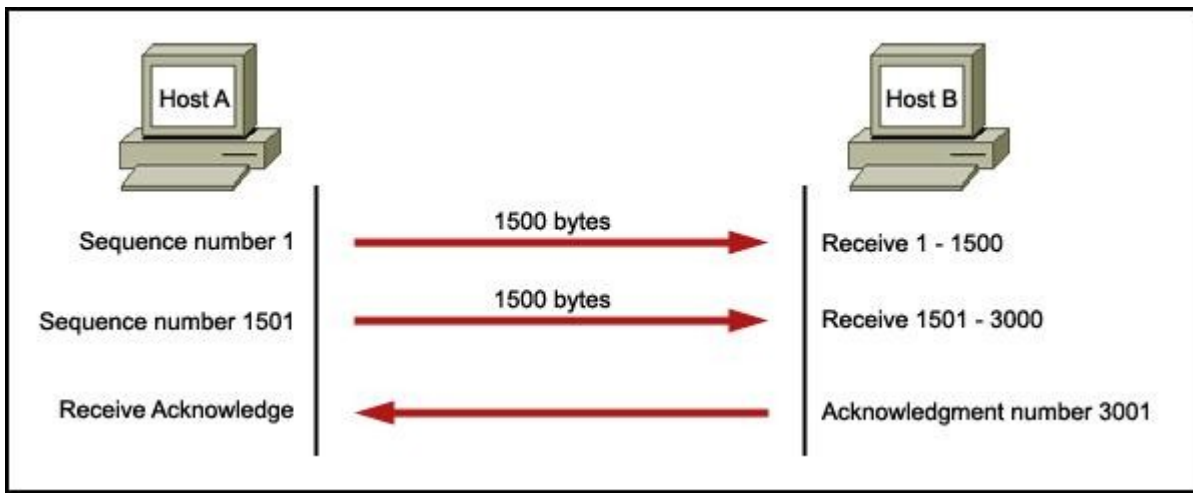 Host A
Host B
1500 bytes
Sequence number 1
Receive 1 - 1500
1500 bytes
Sequence number 1501
Receive 1501 - 3000
Receive Acknowledge
Acknowledgment number 3001